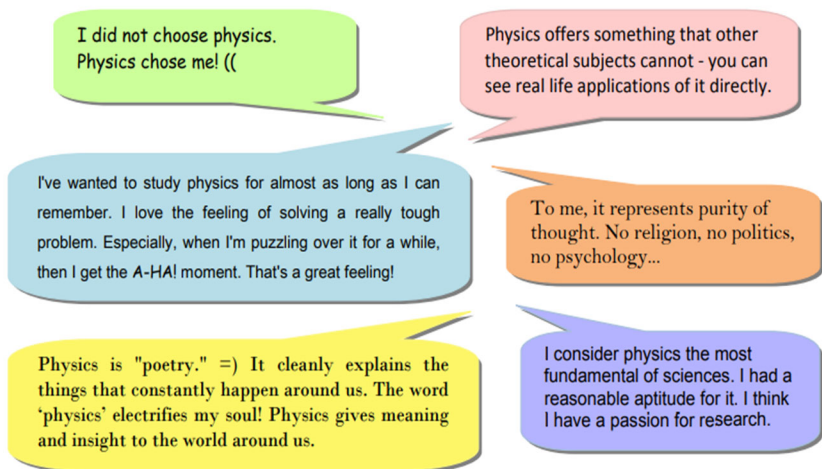 I did not choose physics.
Physics chose me! ((
Physics offers something that other
theoretical subjects cannot - you can
see real life applications of it directly.
I've wanted to study physics for almost as long as I can
remember. I love the feeling of solving a really tough
problem. Especially, when I'm puzzling over it for a while,
then I get the A-HA! moment. That's a great feeling!
To me, it represents purity of
thought. No religion, no politics,
no psychology...
Physics is "poetry." =) It cleanly explains the
things that constantly happen around us. The word
‘physics’ electrifies my soul! Physics gives meaning
and insight to the world around us.
I consider physics the most
fundamental of sciences. I had a
reasonable aptitude for it. I think
I have a passion for research.